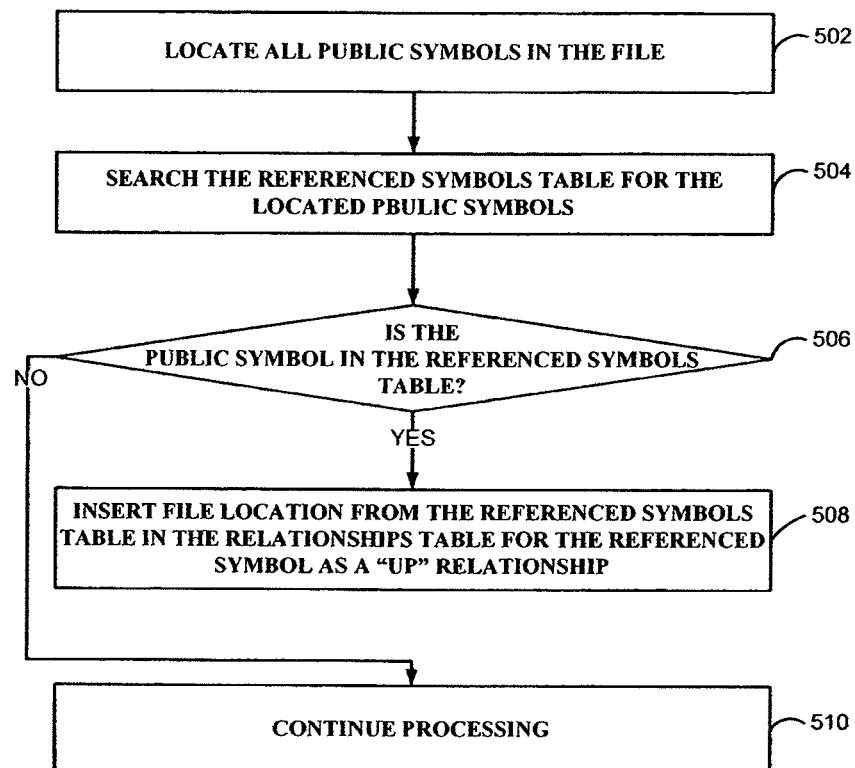 LOCATE ALL PUBLIC SYMBOLS IN THE FILE
502
SEARCH THE REFERENCED SYMBOLS TABLE FOR THE
LOCATED PBULIC SYMBOLS
504
IS THE
PUBLIC SYMBOL IN THE REFERENCED SYMBOLS
TABLE?
506
NO
YES
INSERT FILE LOCATION FROM THE REFERENCED SYMBOLS
TABLE IN THE RELATIONSHIPS TABLE FOR THE REFERENCED
SYMBOL AS A “UP” RELATIONSHIP
508
CONTINUE PROCESSING
510